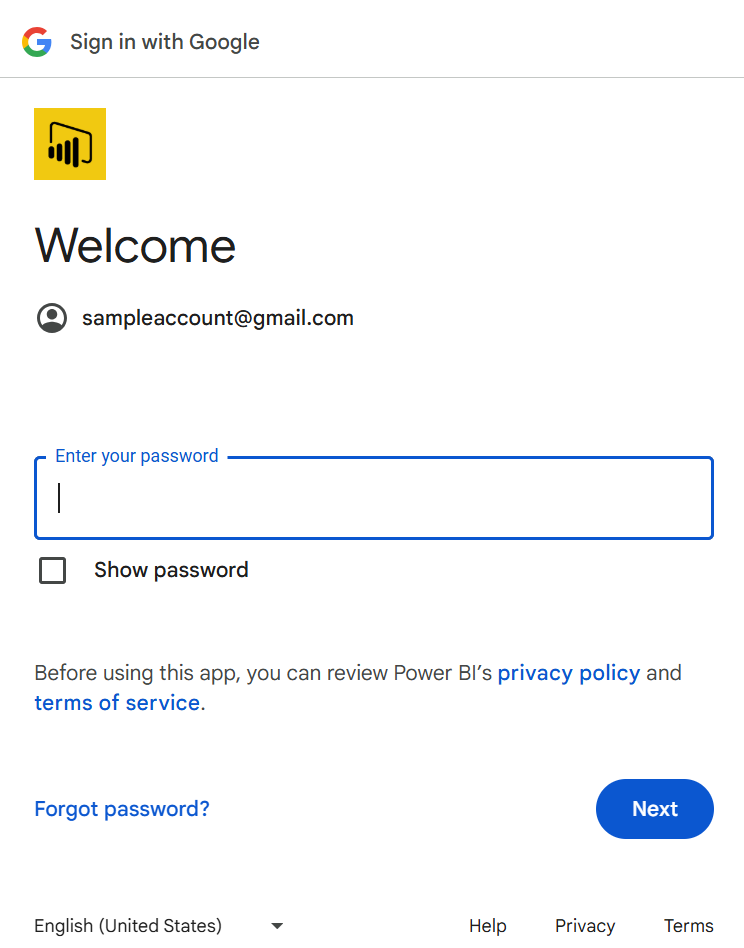 Sign in with Google
Welcome
sampleaccount@gmail.com
Enter your password
Show password
Before using this app, you can review Power BI’s privacy policy and
terms of service.
Forgot password?
Next
English (United States)
Help
Privacy
Terms